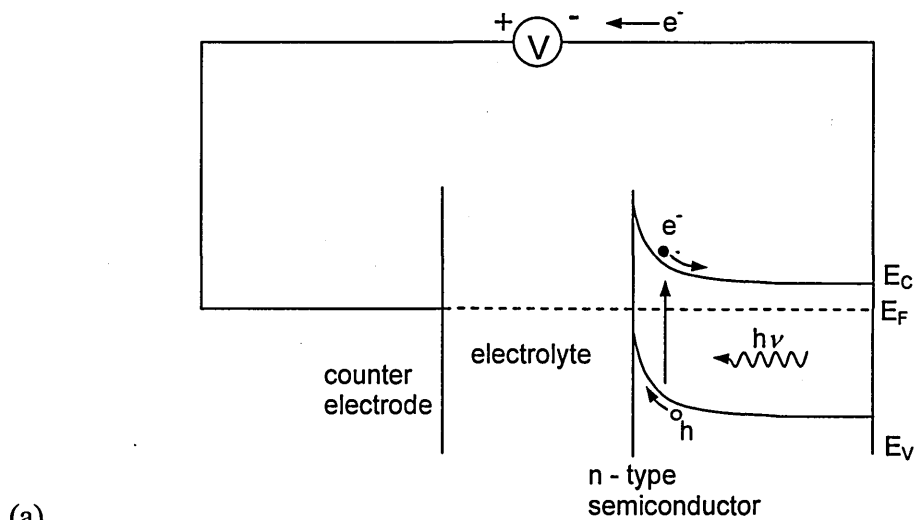 + V - e⁻
e⁻
E_C
E_F
hν
electrolyte
counter
electrode
h
E_V
n - type
semiconductor
(a)